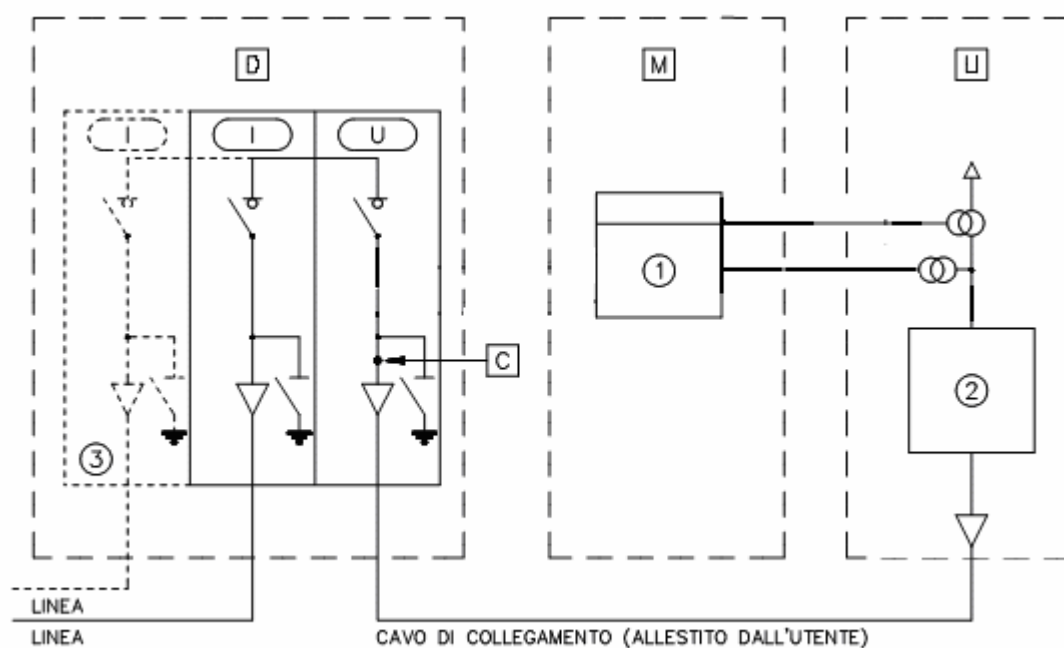 D
M
U
I
I
U
1
C
2
3
LINEA
LINEA
CAVO DI COLLEGAMENTO (ALLESTITO DALL'UTENTE)